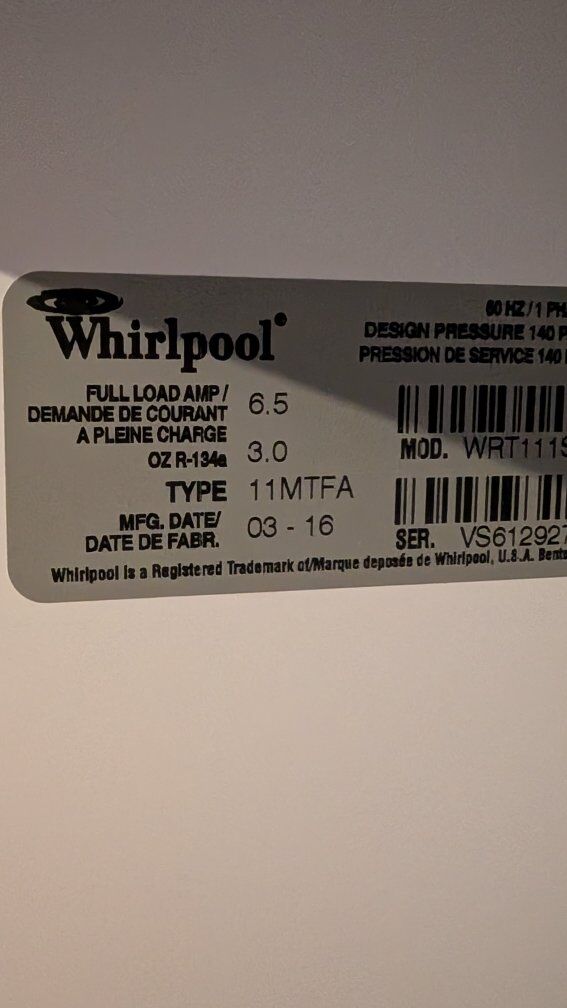 Whirlpool®
60 HZ/1
DESIGN PRESSURE 140
PRESSION DE SERVICE 140
FULL LOAD AMP/
DEMANDE DE COURANT
A PLEINE CHARGE 6.5
OZ R-134a 3.0
TYPE 11MTFA
MFG. DATE/
DATE DE FABR. 03 - 16
MOD. WRT111
SER. VS612927
Whirlpool is a Registered Trademark of/Marque deposée de Whirlpool, U.S.A.